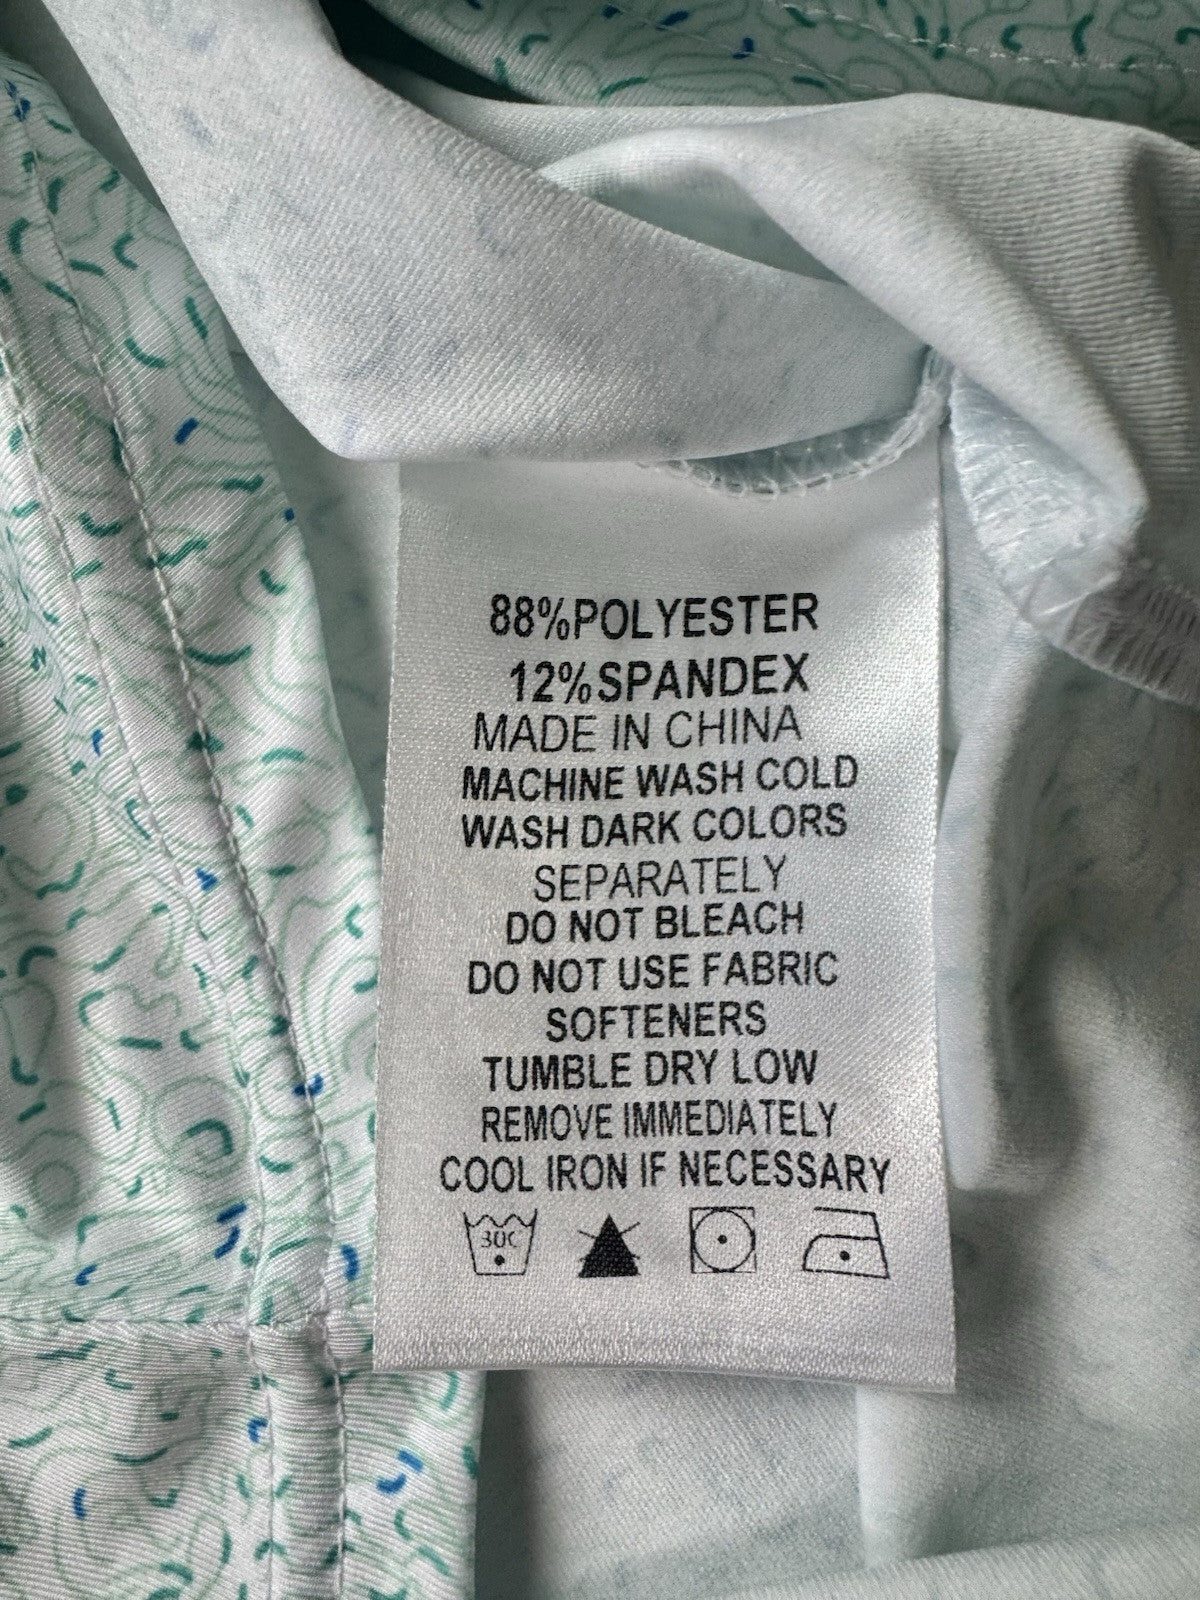 88%POLYESTER
12%SPANDEX
MADE IN CHINA
MACHINE WASH COLD
WASH DARK COLORS
SEPARATELY
DO NOT BLEACH
DO NOT USE FABRIC
SOFTENERS
TUMBLE DRY LOW
REMOVE IMMEDIATELY
COOL IRON IF NECESSARY
30C